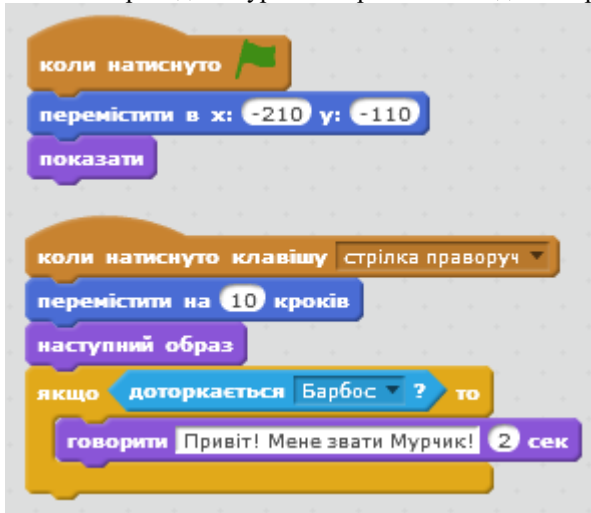 коли натиснуто
перемістити в x: -210 y: -110
показати
коли натиснуто клавішу стрілка праворуч
перемістити на 10 кроків
наступний образ
якщо доторкається Барбос ? то
говорити Привіт! Мене звати Мурчик! 2 сек